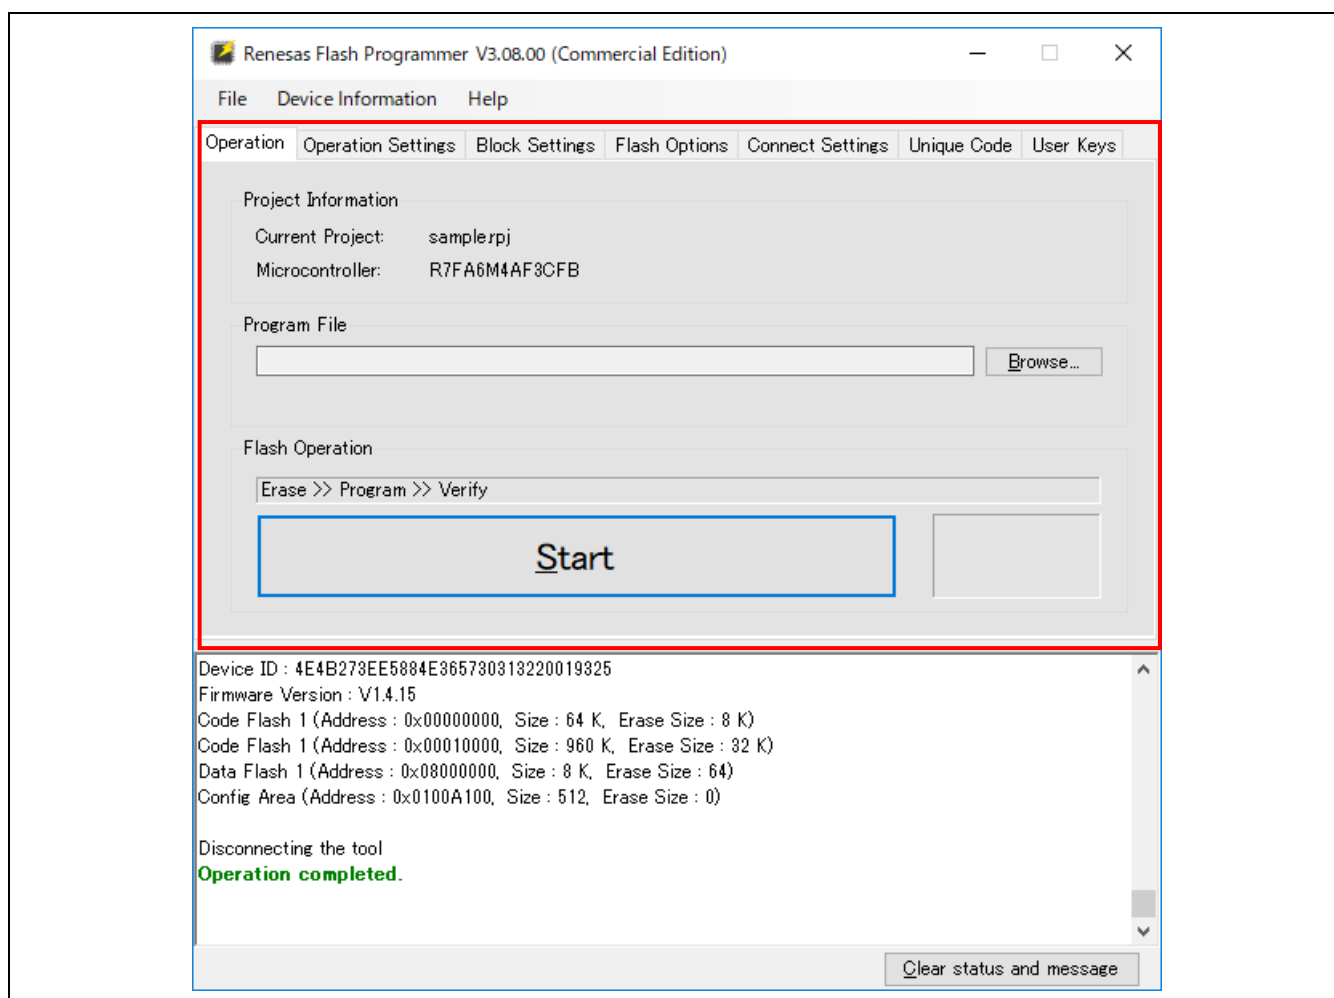 Renesas Flash Programmer V3.08.00 (Commercial Edition)
File Device Information Help
Operation Operation Settings Block Settings Flash Options Connect Settings Unique Code User Keys
Project Information
Current Project: sample.rpj
Microcontroller: R7FA6M4AF3CFB
Program File
Browse...
Flash Operation
Erase >> Program >> Verify
Start
Device ID : 4E4B273EE5884E365730313220019325
Firmware Version : V1.4.15
Code Flash 1 (Address : 0x00000000, Size : 64 K, Erase Size : 8 K)
Code Flash 1 (Address : 0x00010000, Size : 960 K, Erase Size : 32 K)
Data Flash 1 (Address : 0x08000000, Size : 8 K, Erase Size : 64)
Config Area (Address : 0x0100A100, Size : 512, Erase Size : 0)
Disconnecting the tool
Operation completed.
Clear status and message